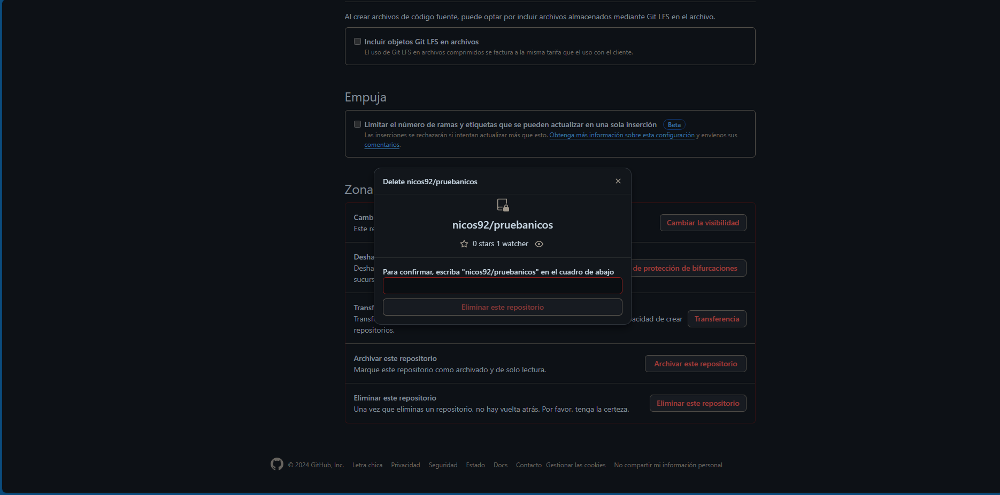 Al crear archivos de código fuente, puede optar por incluir archivos almacenados mediante Git LFS en el archivo.
Incluir objetos Git LFS en archivos
El uso de Git LFS en archivos comprimidos se factura a la misma tarifa que el uso con el cliente.
Empuja
Limitar el número de ramas y etiquetas que se pueden actualizar en una sola inserción Beta
Las inserciones se rechazarán si intentan actualizar más que esto. Obtenga más información sobre esta configuración y envíenos sus
comentarios.
Delete nicos92/pruebanicos
nicos92/pruebanicos
0 stars 1 watcher
Para confirmar, escriba "nicos92/pruebanicos" en el cuadro de abajo
Eliminar este repositorio
Zona
Camb
Este re
Cambiar la visibilidad
Desha
Desha
sucurs
de protección de bifurcaciones
Transf
Transf
acidad de crear
repositorios.
Transferencia
Archivar este repositorio
Marque este repositorio como archivado y de solo lectura.
Archivar este repositorio
Eliminar este repositorio
Una vez que eliminas un repositorio, no hay vuelta atrás. Por favor, tenga la certeza.
Eliminar este repositorio
© 2024 GitHub, Inc. Letra chica Privacidad Seguridad Estado Docs Contacto Gestionar las cookies No compartir mi información personal